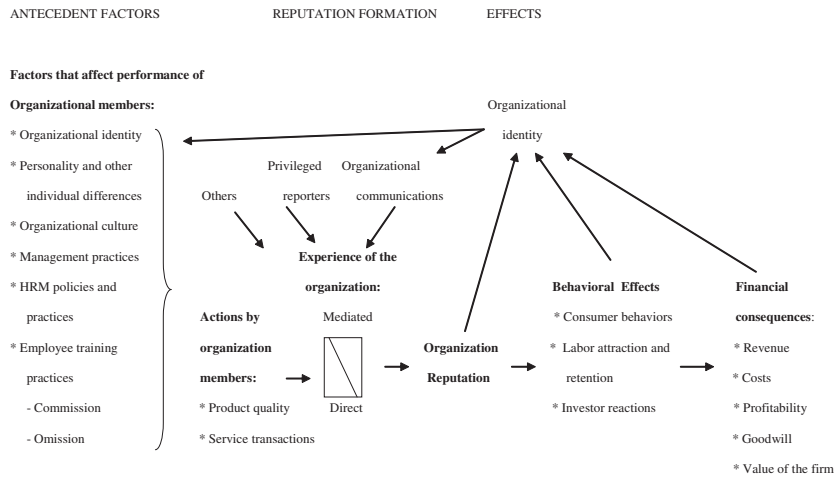 ANTECEDENT FACTORS
REPUTATION FORMATION
EFFECTS
Factors that affect performance of
Organizational members:
* Organizational identity
* Personality and other
individual differences
* Organizational culture
* Management practices
* HRM policies and
practices
* Employee training
practices
- Commission
- Omission
Others
Privileged
reporters
Organizational
communications
Experience of the
organization:
Mediated
Direct
Actions by
organization
members:
* Product quality
* Service transactions
Organization
Reputation
Organizational
identity
Behavioral Effects
* Consumer behaviors
* Labor attraction and
retention
* Investor reactions
Financial
consequences:
* Revenue
* Costs
* Profitability
* Goodwill
* Value of the firm